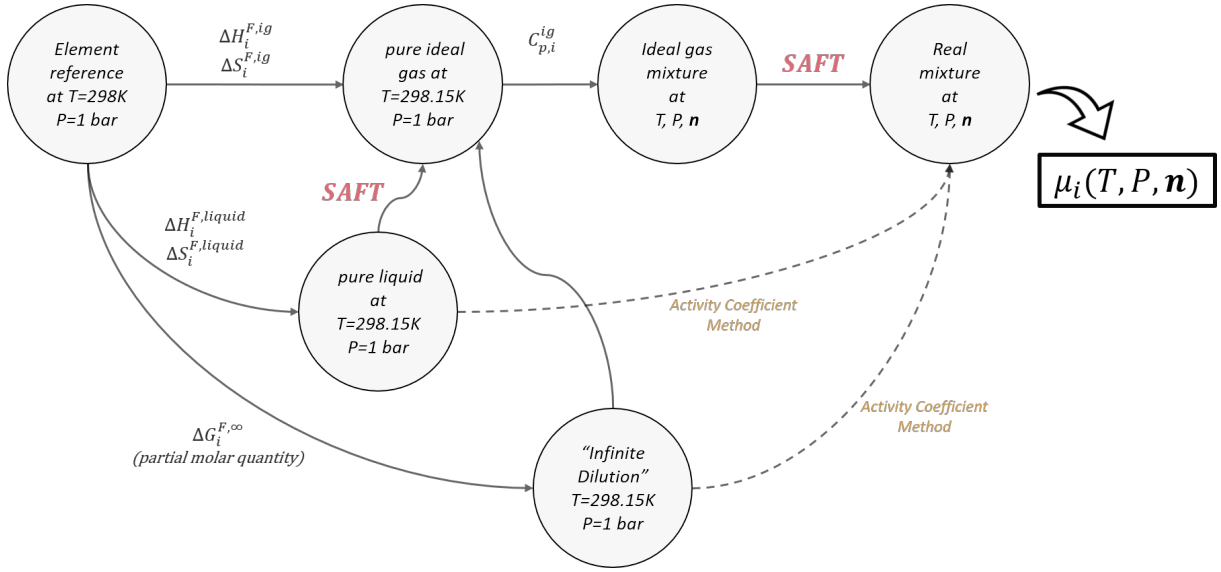 Element
reference
at T=298K
P=1 bar
ΔH_i^{F,ig}
ΔS_i^{F,ig}
pure ideal
gas at
T=298.15K
P=1 bar
C_{p,i}^{ig}
Ideal gas
mixture
at
T, P, n
SAFT
Real
mixture
at
T, P, n
μ_i(T, P, n)
SAFT
ΔH_i^{F,liquid}
ΔS_i^{F,liquid}
pure liquid
at
T=298.15K
P=1 bar
Activity Coefficient
Method
Activity Coefficient
Method
ΔG_i^{F,∞}
(partial molar quantity)
“Infinite
Dilution”
T=298.15K
P=1 bar